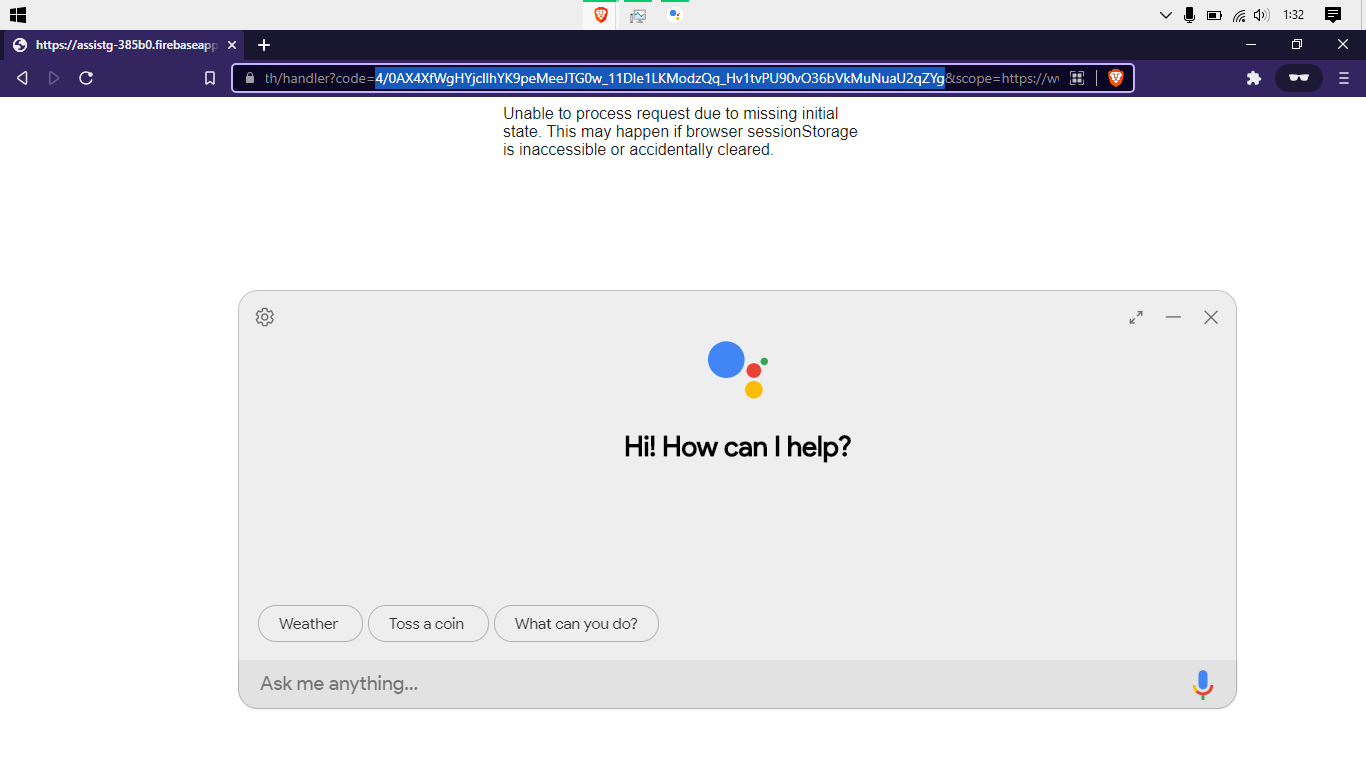 1:32
https://assistg-385b0.firebaseapp
th/handler?code=4/0AX4XfWgHYjcIlhYK9peMeeJTG0w_11DIe1LKModzQq_Hv1tvPU90vO36bVkMuNuaU2qZYg&scope=https://w
Unable to process request due to missing initial
state. This may happen if browser sessionStorage
is inaccessible or accidentally cleared.
Hi! How can I help?
Weather
Toss a coin
What can you do?
Ask me anything...